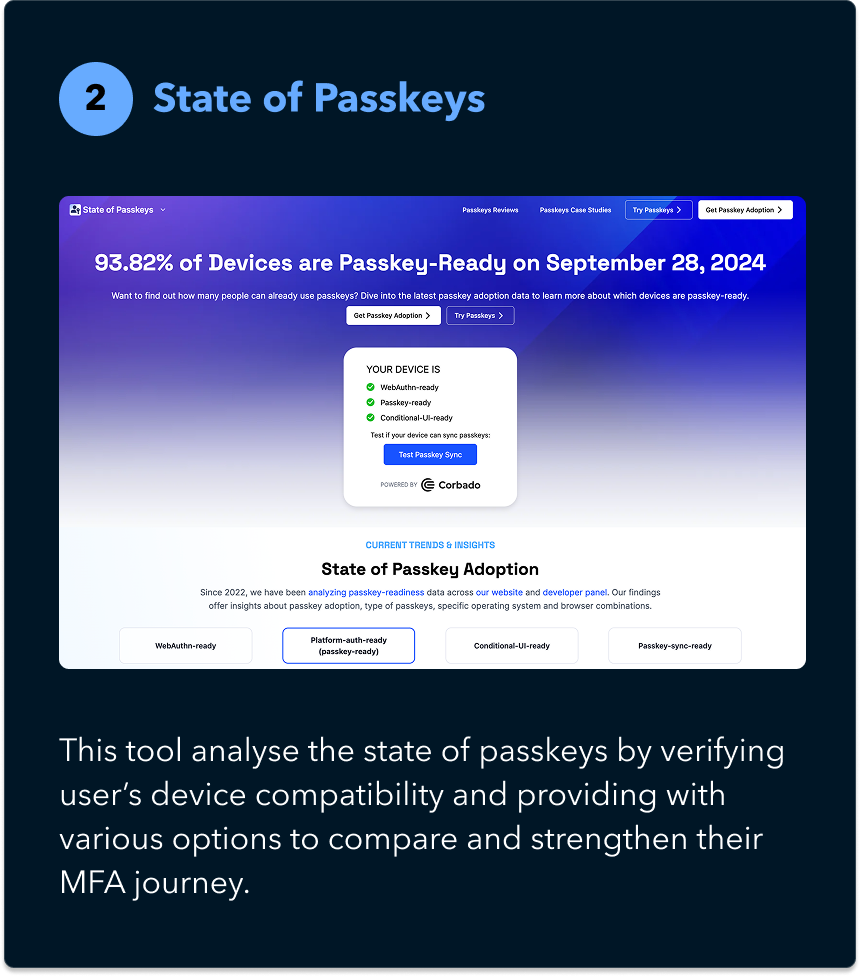 2
State of Passkeys
State of Passkeys
Passkeys Reviews
Passkeys Case Studies
Try Passkeys
Get Passkey Adoption
93.82% of Devices are Passkey-Ready on September 28, 2024
Want to find out how many people can already use passkeys? Dive into the latest passkey adoption data to learn more about which devices are passkey-ready.
Get Passkey Adoption
Try Passkeys
YOUR DEVICE IS
WebAuthn-ready
Passkey-ready
Conditional-UI-ready
Test if your device can sync passkeys:
Test Passkey Sync
POWERED BY Corbado
CURRENT TRENDS & INSIGHTS
State of Passkey Adoption
Since 2022, we have been analyzing passkey-readiness data across our website and developer panel. Our findings
offer insights about passkey adoption, type of passkeys, specific operating system and browser combinations.
WebAuthn-ready
Platform-auth-ready
(passkey-ready)
Conditional-UI-ready
Passkey-sync-ready
This tool analyse the state of passkeys by verifying
user’s device compatibility and providing with
various options to compare and strengthen their
MFA journey.